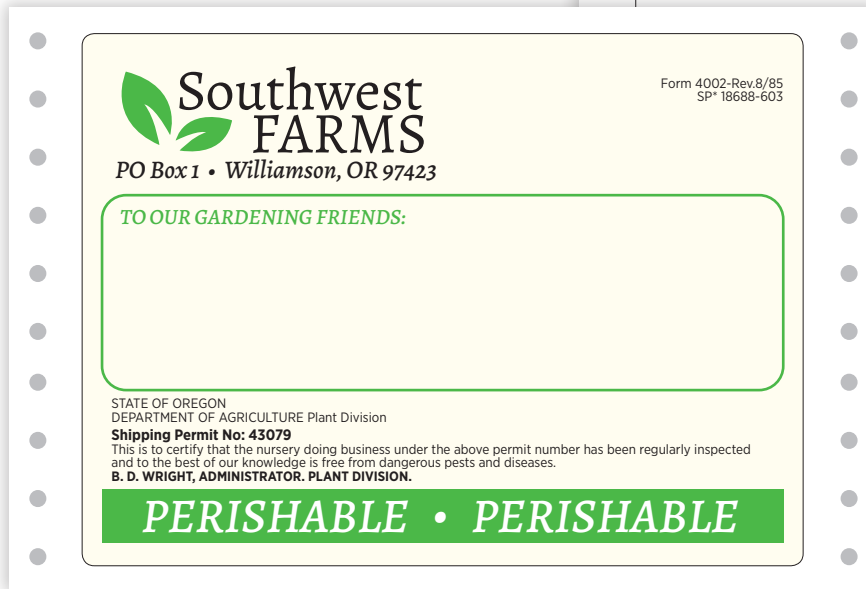 Southwest
FARMS
PO Box 1 • Williamson, OR 97423
Form 4002-Rev.8/85
SP* 18688-603
TO OUR GARDENING FRIENDS:
STATE OF OREGON
DEPARTMENT OF AGRICULTURE Plant Division
Shipping Permit No: 43079
This is to certify that the nursery doing business under the above permit number has been regularly inspected
and to the best of our knowledge is free from dangerous pests and diseases.
B. D. WRIGHT, ADMINISTRATOR. PLANT DIVISION.
PERISHABLE • PERISHABLE